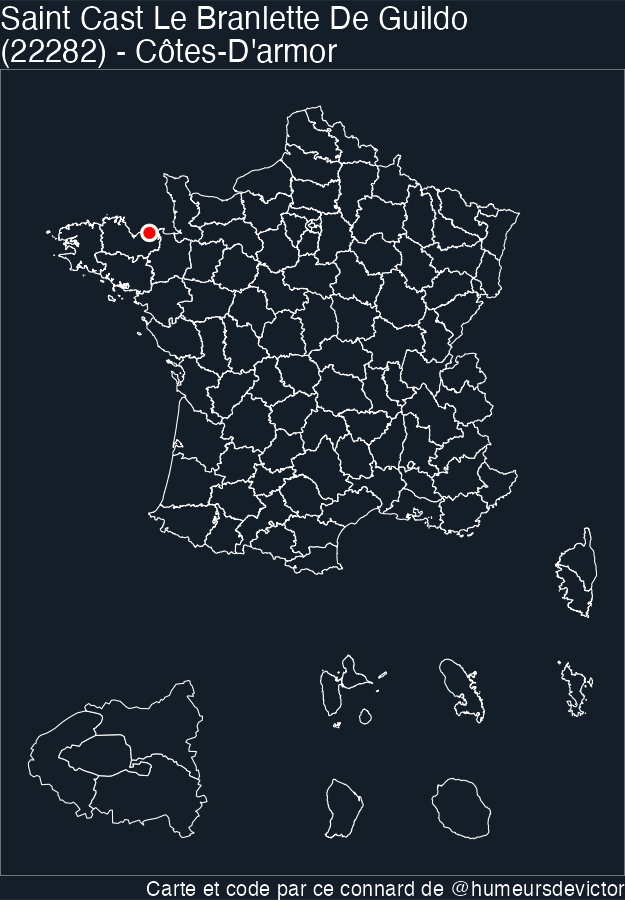 Saint Cast Le Branlette De Guildo
(22282) - Côtes-D'armor
Carte et code par ce connard de @humeursdevictor